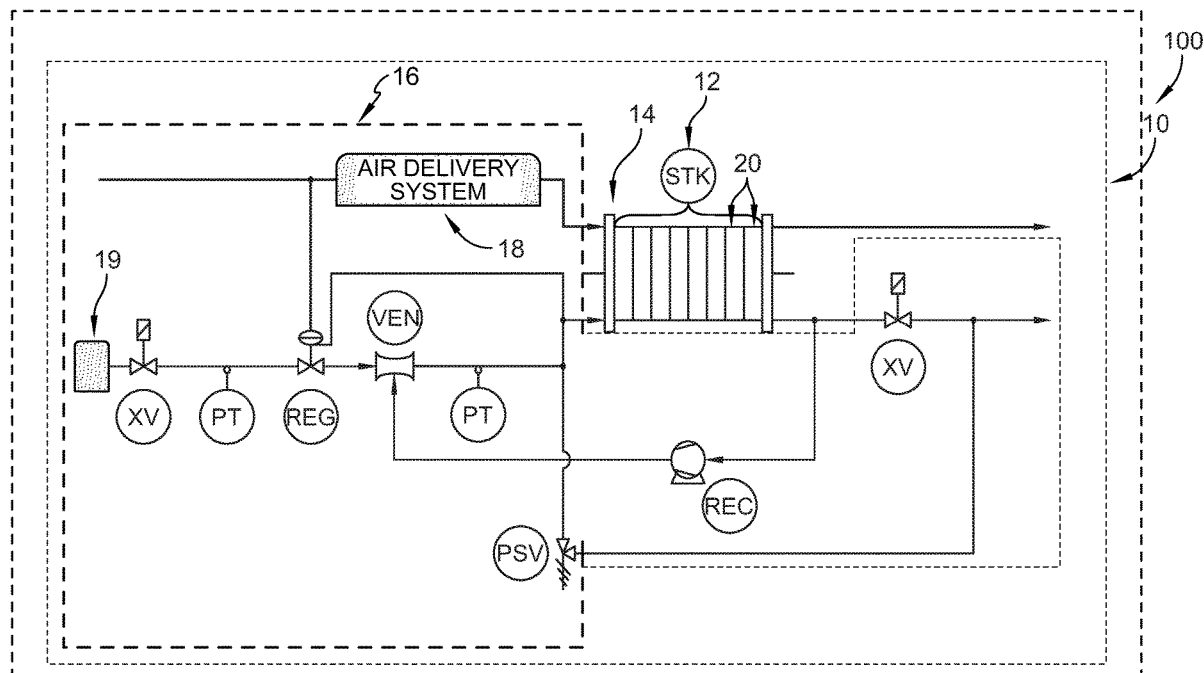 100
16
12
10
14
20
STK
AIR DELIVERY
SYSTEM
18
19
VEN
XV
PT
REG
PT
XV
REC
PSV